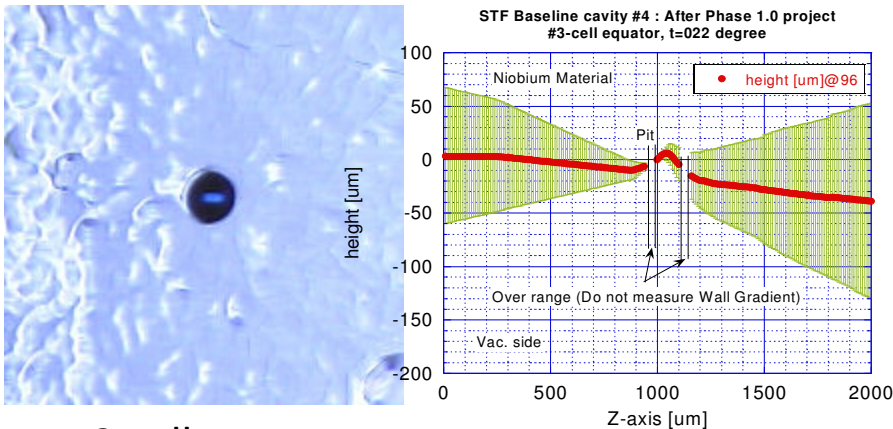 STF Baseline cavity #4 : After Phase 1.0 project
#3-cell equator, t=022 degree
100
50
0
-50
-100
-150
-200
height [um]
Niobium Material
height [um]@96
Pit
Over range (Do not measure Wall Gradient)
Vac. side
0
500
1000
1500
2000
Z-axis [um]